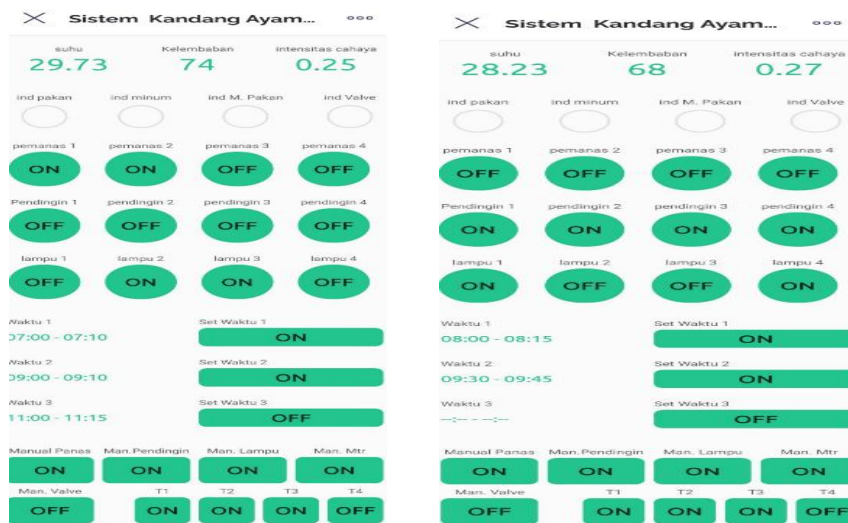 Sistem Kandang Ayam...
suhu Kelembaban intensitas cahaya
29.73 74 0.25
ind pakan ind minum ind M. Pakan ind Valve
pemanas 1 pemanas 2 pemanas 3 pemanas 4
ON ON OFF OFF
Pendingin 1 pendingin 2 pendingin 3 pendingin 4
OFF OFF OFF OFF
lampu 1 lampu 2 lampu 3 lampu 4
OFF ON ON OFF
Waktu 1 Set Waktu 1
07:00 - 07:10 ON
Waktu 2 Set Waktu 2
09:00 - 09:10 ON
Waktu 3 Set Waktu 3
11:00 - 11:15 OFF
Manual Panas Man.Pendingin Man. Lampu Man. Mtr
ON ON ON ON
Man. Valve T1 T2 T3 T4
OFF ON ON ON OFF
Sistem Kandang Ayam...
suhu Kelembaban intensitas cahaya
28.23 68 0.27
ind pakan ind minum ind M. Pakan ind Valve
pemanas 1 pemanas 2 pemanas 3 pemanas 4
OFF OFF OFF OFF
Pendingin 1 pendingin 2 pendingin 3 pendingin 4
ON ON ON ON
lampu 1 lampu 2 lampu 3 lampu 4
ON OFF OFF ON
Waktu 1 Set Waktu 1
08:00 - 08:15 ON
Waktu 2 Set Waktu 2
09:30 - 09:45 ON
Waktu 3 Set Waktu 3
--:-- - --:-- OFF
Manual Panas Man.Pendingin Man. Lampu Man. Mtr
ON ON ON ON
Man. Valve T1 T2 T3 T4
OFF ON ON ON OFF